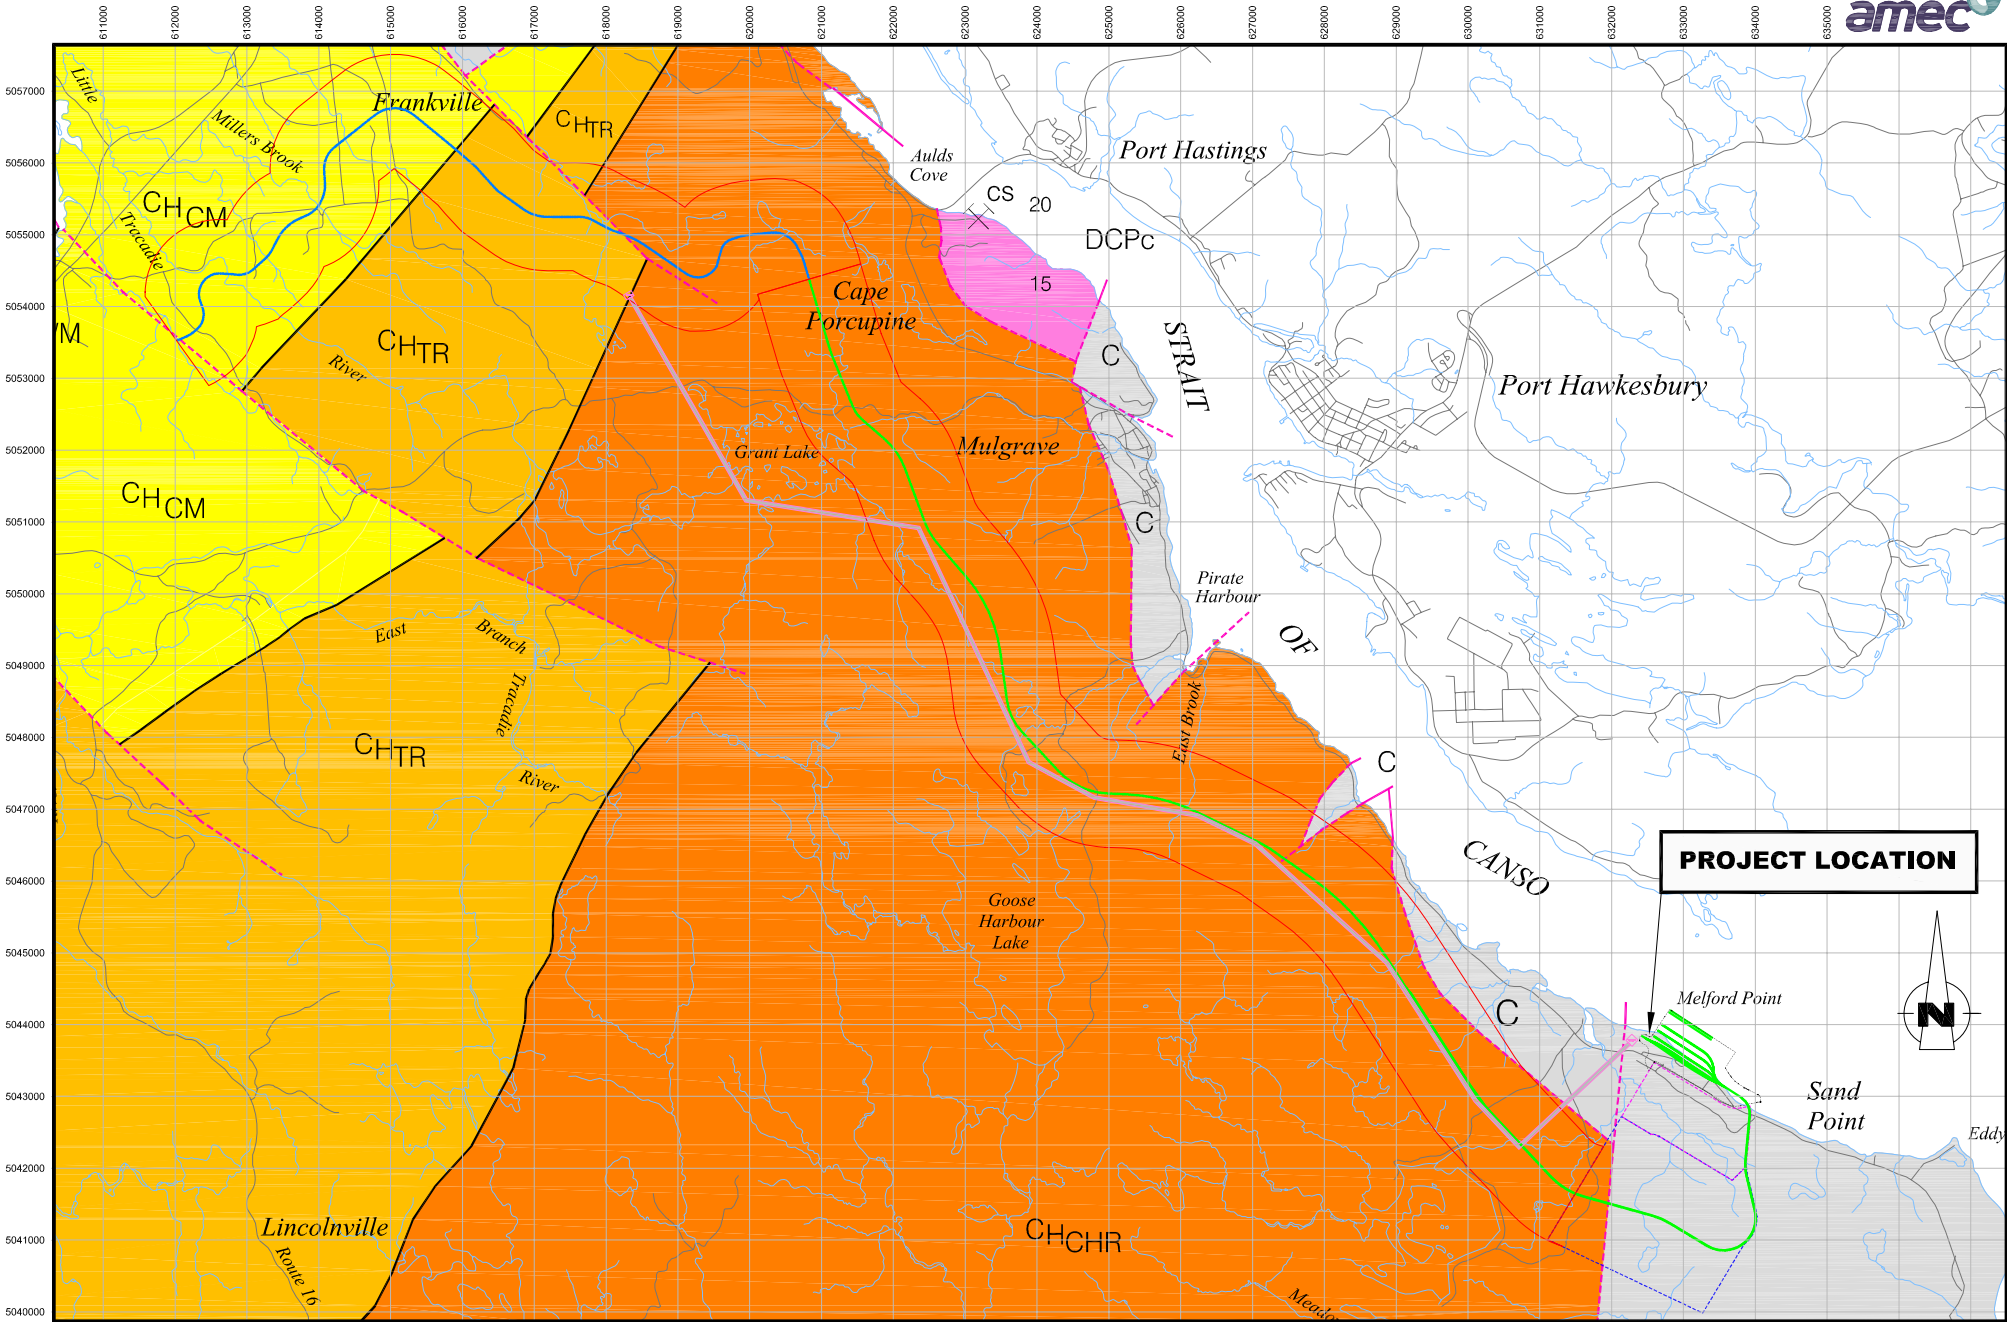 611000 612000 613000 614000 615000 616000 617000 618000 619000 620000 621000 622000 623000 624000 625000 626000 627000 628000 629000 630000 631000 632000 633000 634000 635000
amec
5057000
5056000
5055000
5054000
5053000
5052000
5051000
5050000
5049000
5048000
5047000
5046000
5045000
5044000
5043000
5042000
5041000
5040000
Little
Frankville
Millers Brook
CHTR
Aulds
Cove
Port Hastings
CHCM
Tracadie
CS
20
DCPc
15
Cape
Porcupine
CHTR
River
C
STRAIT
Port Hawkesbury
Grant Lake
Mulgrave
CHCM
C
Pirate
Harbour
East
Branch
OF
Tracadie
East Brook
CHTR
River
C
CANSO
PROJECT LOCATION
Goose
Harbour
Lake
C
Melford Point
N
Sand
Point
Eddy
CHCHR
Lincolnville
Route 16